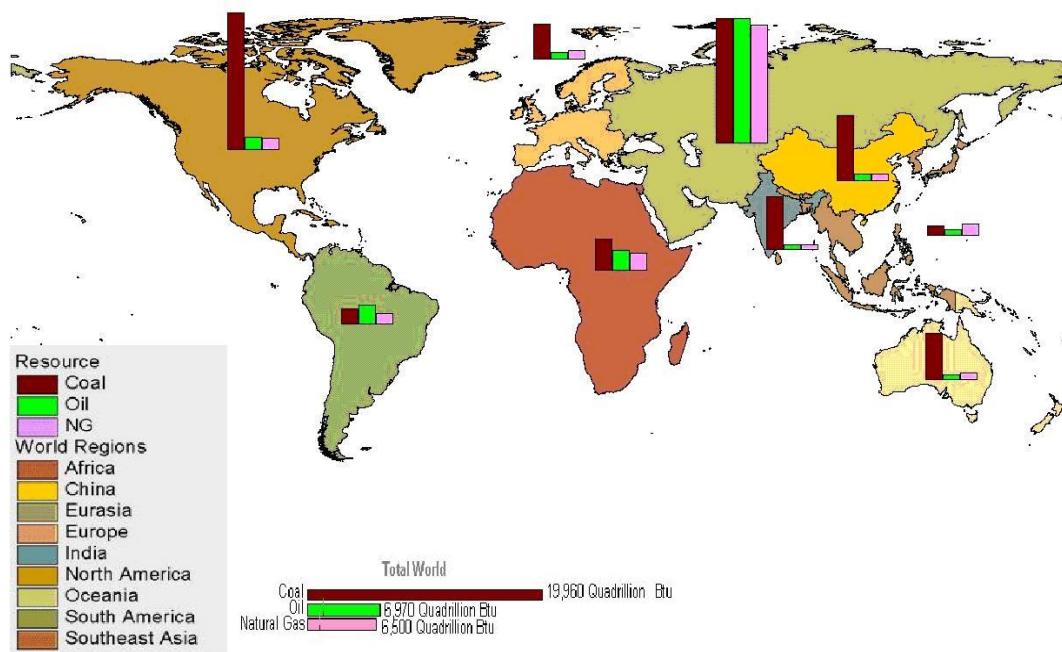 Resource
Coal
Oil
NG
World Regions
Africa
China
Eurasia
Europe
India
North America
Oceania
South America
Southeast Asia
Total World
Coal 19,960 Quadrillion Btu
Oil 6,970 Quadrillion Btu
Natural Gas 6,500 Quadrillion Btu